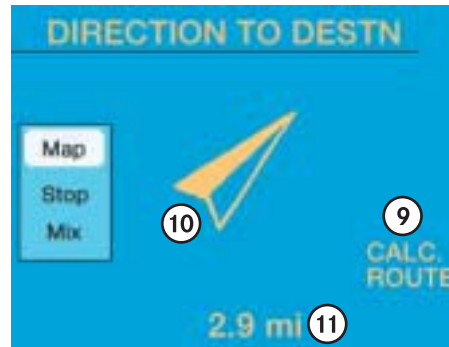 DIRECTION TO DESTN
Map
Stop
Mix
10
9
CALC.
ROUTE
2.9 mi 11